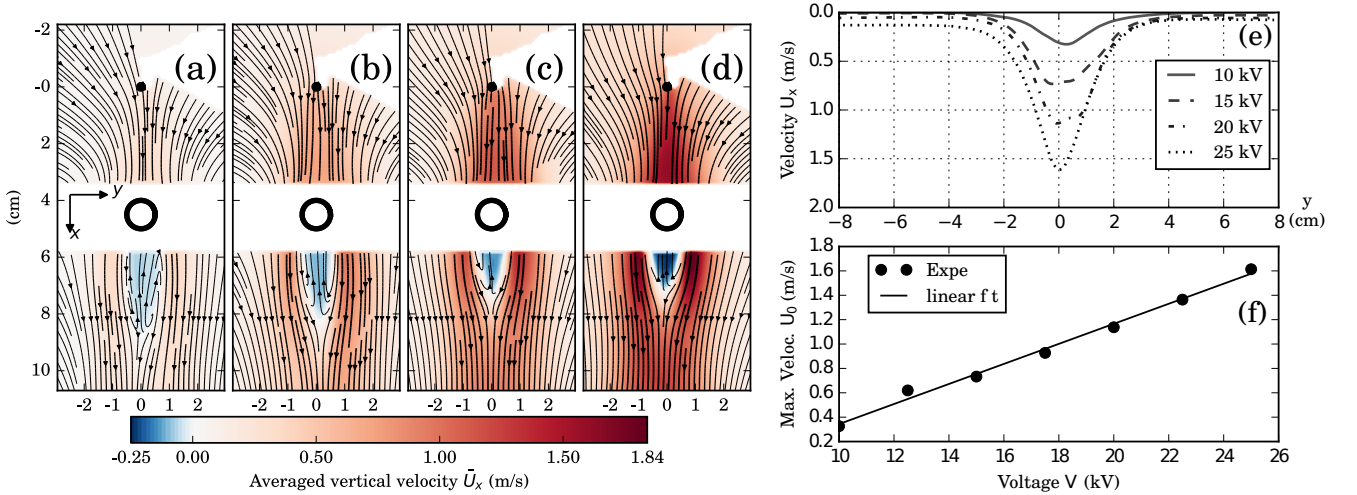 (a) (b) (c) (d)
-2
-0
2
4
6
8
10
(cm)
y
x
-2 -1 0 1 2 -2 -1 0 1 2 -2 -1 0 1 2 -2 -1 0 1 2
-0.25 0.00 0.50 1.00 1.50 1.84
Averaged vertical velocity Ūₓ (m/s)
0.0
0.5
1.0
1.5
2.0
Velocity Uₓ (m/s)
(e)
10 kV
15 kV
20 kV
25 kV
−8 −6 −4 −2 0 2 4 6 8
y
(cm)
1.8
1.6
1.4
1.2
1.0
0.8
0.6
0.4
0.2
Max. Veloc. U₀ (m/s)
Expe
linear f t
(f)
10 12 14 16 18 20 22 24 26
Voltage V (kV)